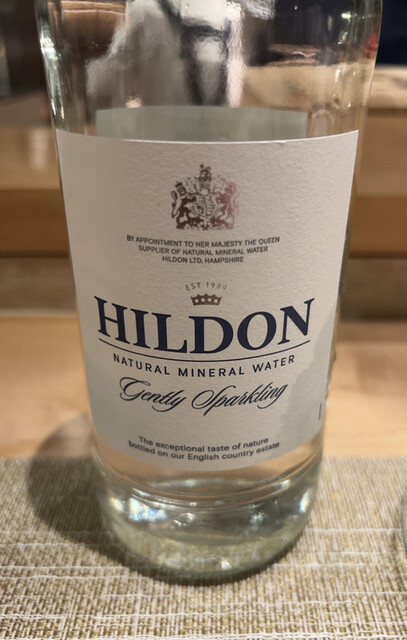 BY APPOINTMENT TO HER MAJESTY THE QUEEN
SUPPLIER OF NATURAL MINERAL WATER
HILDON LTD, HAMPSHIRE
EST 1989
HILDON
NATURAL MINERAL WATER
Gently Sparkling
The exceptional taste of nature
bottled on our English country estate